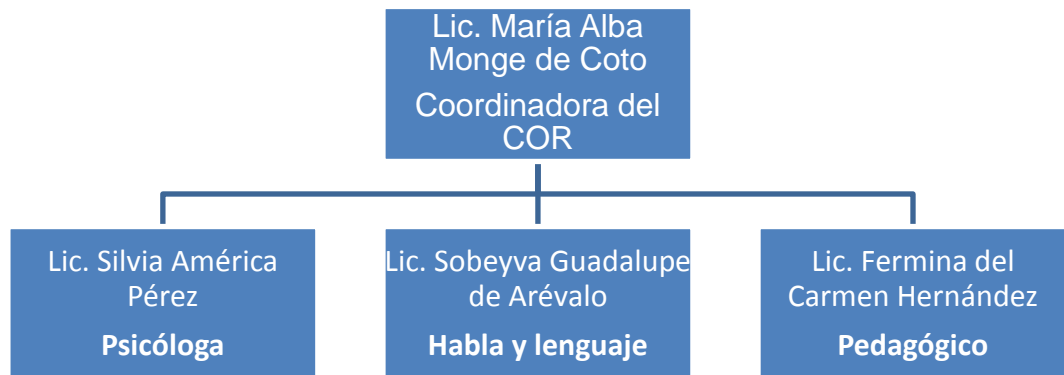 Lic. María Alba
Monge de Coto
Coordinadora del
COR
Lic. Silvia América
Pérez
Psicóloga
Lic. Sobeyva Guadalupe
de Arévalo
Habla y lenguaje
Lic. Fermina del
Carmen Hernández
Pedagógico